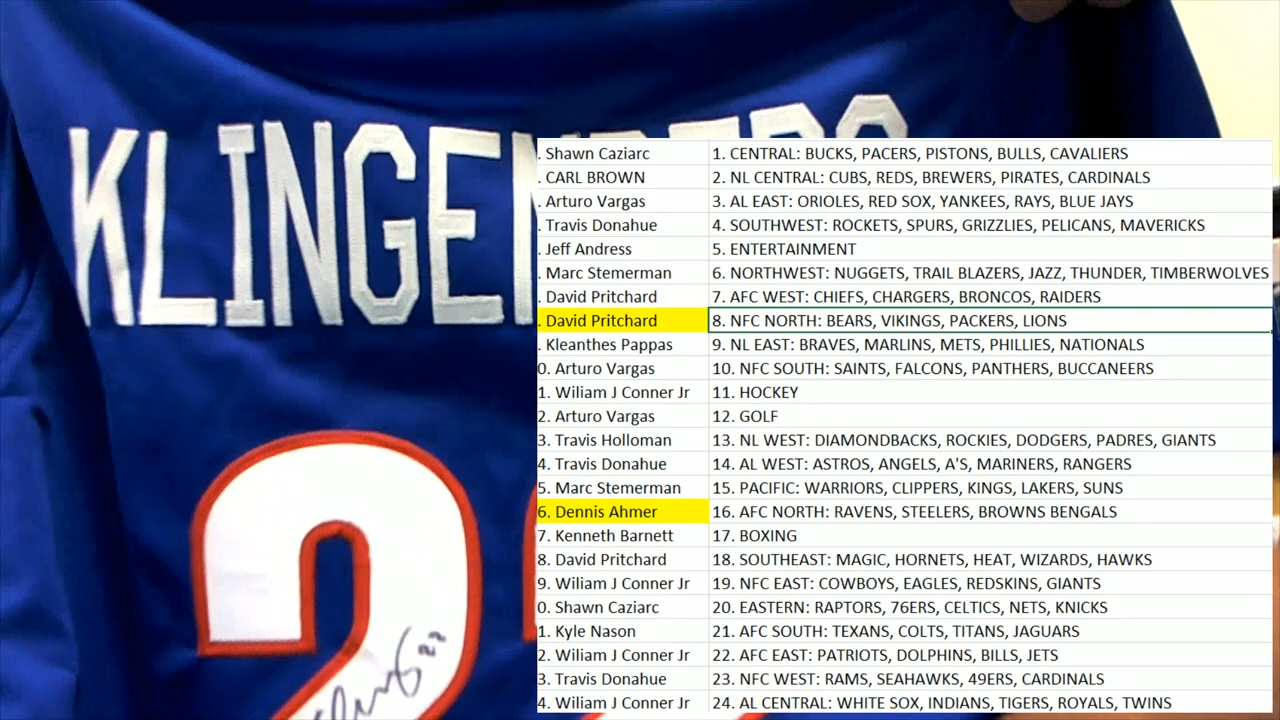 KLINGENBERG
2
22
. Shawn Caziarc 1. CENTRAL: BUCKS, PACERS, PISTONS, BULLS, CAVALIERS
. CARL BROWN 2. NL CENTRAL: CUBS, REDS, BREWERS, PIRATES, CARDINALS
. Arturo Vargas 3. AL EAST: ORIOLES, RED SOX, YANKEES, RAYS, BLUE JAYS
. Travis Donahue 4. SOUTHWEST: ROCKETS, SPURS, GRIZZLIES, PELICANS, MAVERICKS
. Jeff Andress 5. ENTERTAINMENT
. Marc Stemerman 6. NORTHWEST: NUGGETS, TRAIL BLAZERS, JAZZ, THUNDER, TIMBERWOLVES
. David Pritchard 7. AFC WEST: CHIEFS, CHARGERS, BRONCOS, RAIDERS
. David Pritchard 8. NFC NORTH: BEARS, VIKINGS, PACKERS, LIONS
. Kleanthes Pappas 9. NL EAST: BRAVES, MARLINS, METS, PHILLIES, NATIONALS
0. Arturo Vargas 10. NFC SOUTH: SAINTS, FALCONS, PANTHERS, BUCCANEERS
1. Wiliam J Conner Jr 11. HOCKEY
2. Arturo Vargas 12. GOLF
3. Travis Holloman 13. NL WEST: DIAMONDBACKS, ROCKIES, DODGERS, PADRES, GIANTS
4. Travis Donahue 14. AL WEST: ASTROS, ANGELS, A'S, MARINERS, RANGERS
5. Marc Stemerman 15. PACIFIC: WARRIORS, CLIPPERS, KINGS, LAKERS, SUNS
6. Dennis Ahmer 16. AFC NORTH: RAVENS, STEELERS, BROWNS BENGALS
7. Kenneth Barnett 17. BOXING
8. David Pritchard 18. SOUTHEAST: MAGIC, HORNETS, HEAT, WIZARDS, HAWKS
9. Wiliam J Conner Jr 19. NFC EAST: COWBOYS, EAGLES, REDSKINS, GIANTS
0. Shawn Caziarc 20. EASTERN: RAPTORS, 76ERS, CELTICS, NETS, KNICKS
1. Kyle Nason 21. AFC SOUTH: TEXANS, COLTS, TITANS, JAGUARS
2. Wiliam J Conner Jr 22. AFC EAST: PATRIOTS, DOLPHINS, BILLS, JETS
3. Travis Donahue 23. NFC WEST: RAMS, SEAHAWKS, 49ERS, CARDINALS
4. Wiliam J Conner Jr 24. AL CENTRAL: WHITE SOX, INDIANS, TIGERS, ROYALS, TWINS